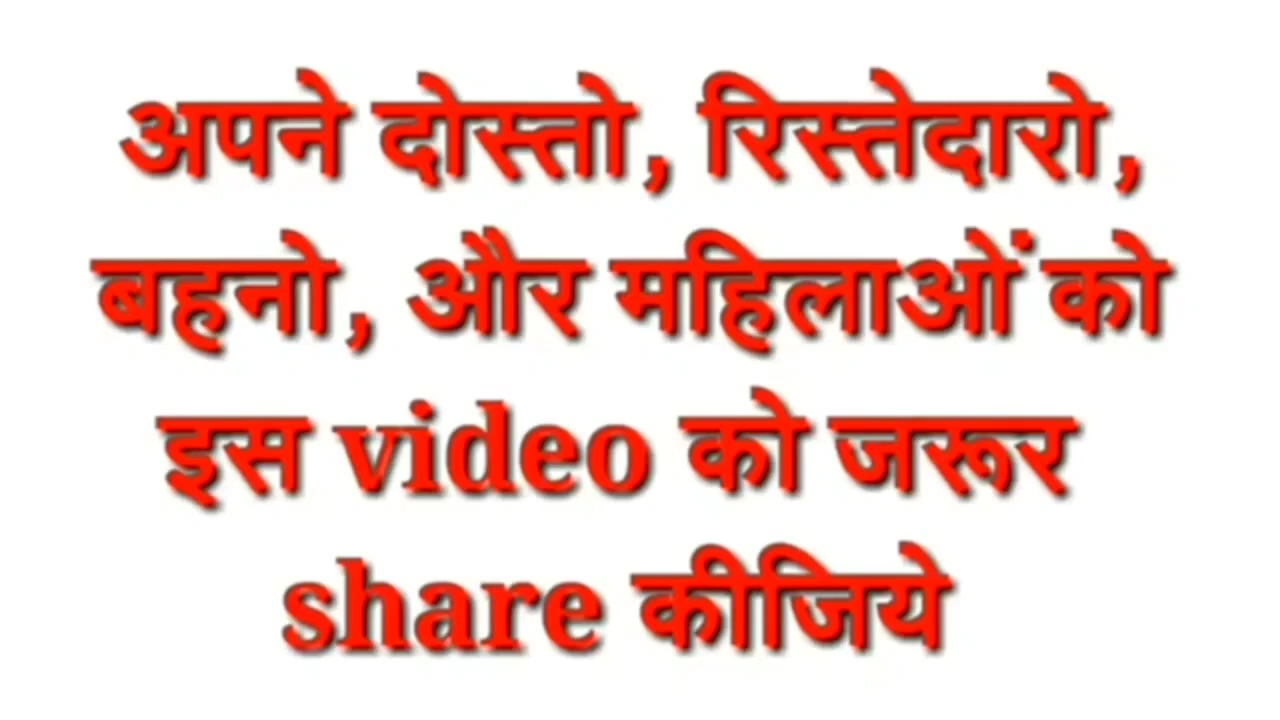 अपने दोस्तो, रिस्तेदारो,
बहनो, और महिलाओं को
इस video को जरूर
share कीजिये